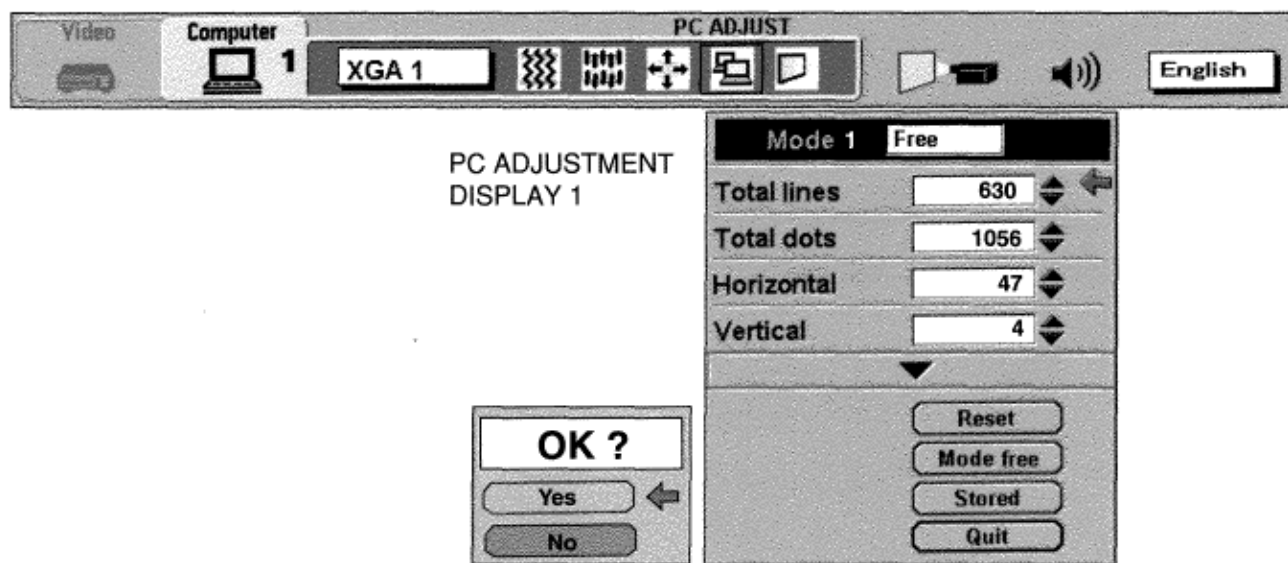 PC ADJUST
Video
Computer
1
XGA 1
English
PC ADJUSTMENT
DISPLAY 1
Mode 1 Free
Total lines 630
Total dots 1056
Horizontal 47
Vertical 4
Reset
Mode free
Stored
Quit
OK ?
Yes
No